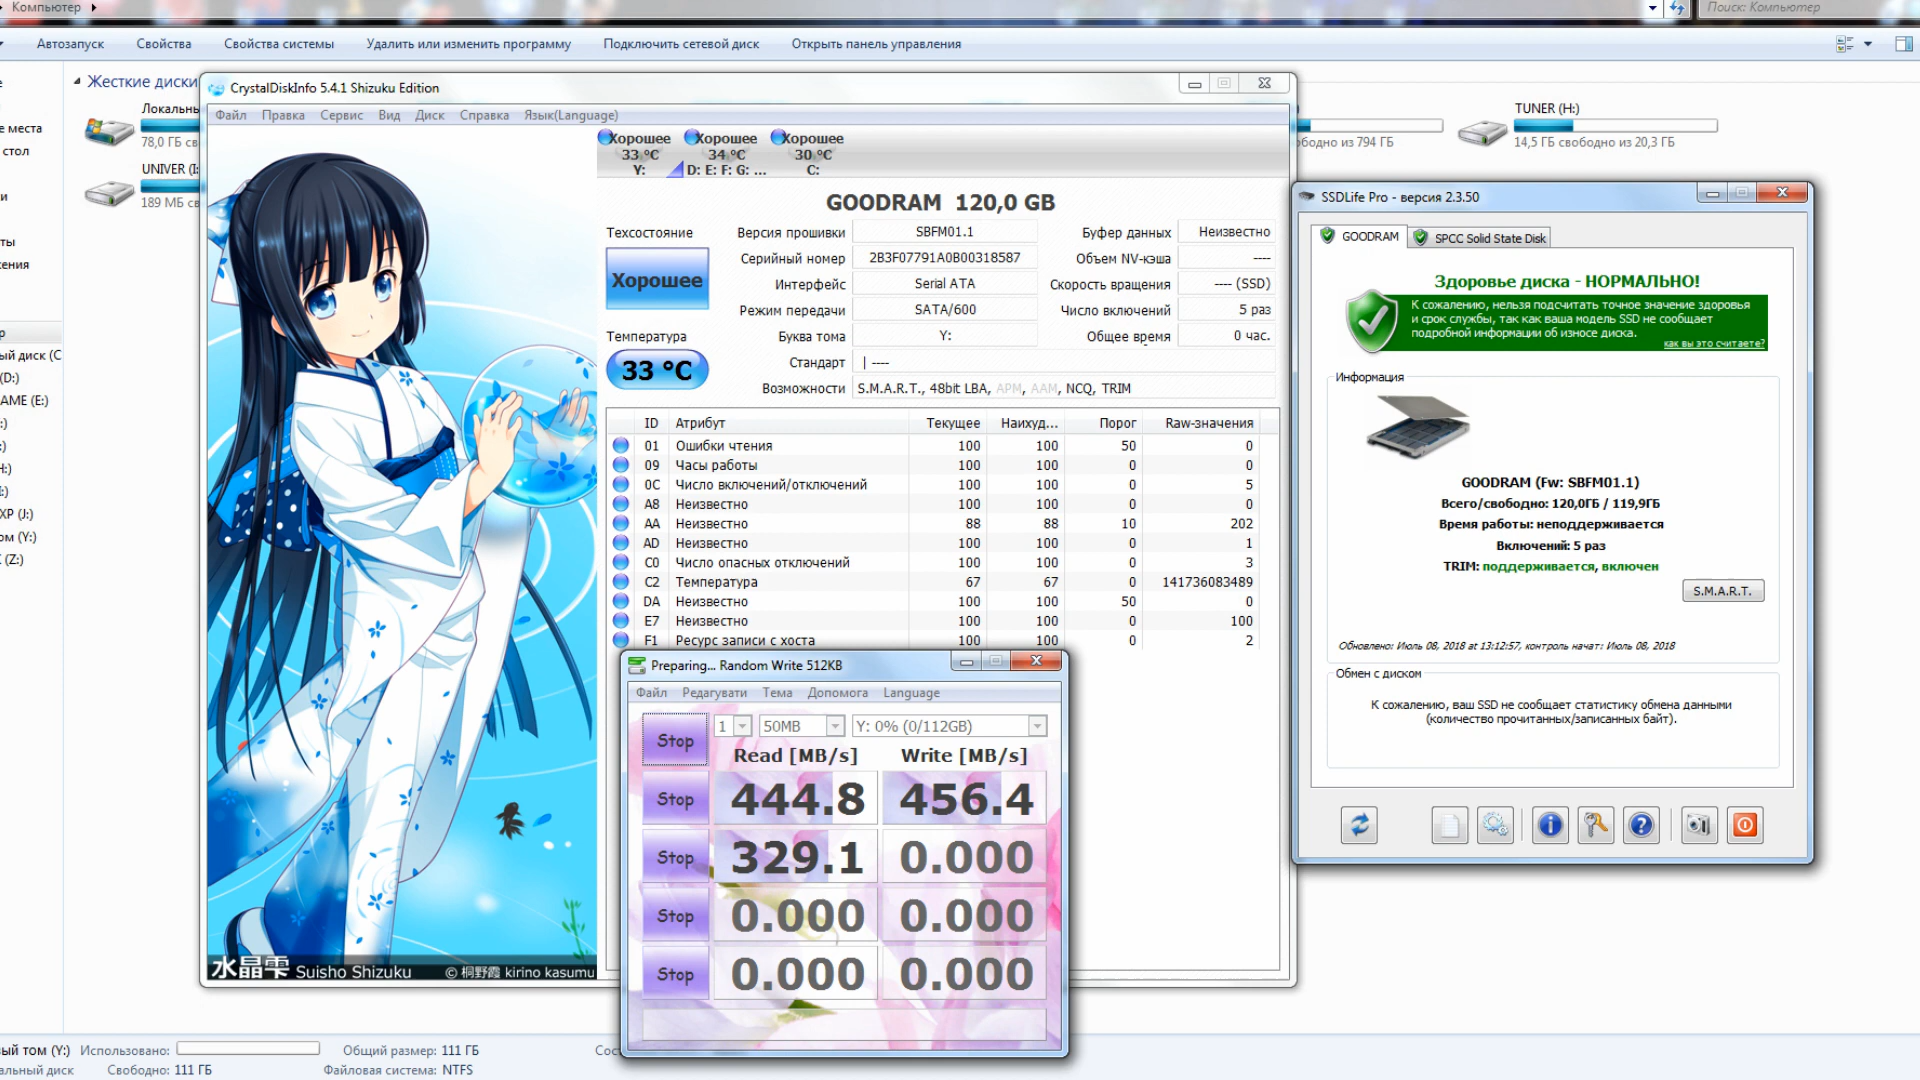 Компьютер
Поиск: Компьютер
Автозапуск Свойства Свойства системы Удалить или изменить программу Подключить сетевой диск Открыть панель управления
Жесткие диски
Локальны
78,0 ГБ св
UNIVER (I:
189 МБ св
бодно из 794 ГБ
TUNER (H:)
14,5 ГБ свободно из 20,3 ГБ
е места
стол
и
ты
жения
р
ый диск (C
(D:)
AME (E:)
:)
:)
H:)
:)
XP (J:)
ом (Y:)
(Z:)
CrystalDiskInfo 5.4.1 Shizuku Edition
Файл Правка Сервис Вид Диск Справка Язык(Language)
Хорошее Хорошее Хорошее
33 °C 34 °C 30 °C
Y: D: E: F: G: ... C:
GOODRAM 120,0 GB
Техсостояние
Хорошее
Температура
33 °C
Версия прошивки SBFM01.1
Серийный номер 2B3F07791A0B00318587
Интерфейс Serial ATA
Режим передачи SATA/600
Буква тома Y:
Стандарт | ----
Возможности S.M.A.R.T., 48bit LBA, APM, AAM, NCQ, TRIM
Буфер данных Неизвестно
Объем NV-кэша ----
Скорость вращения ---- (SSD)
Число включений 5 раз
Общее время 0 час.
ID Атрибут Текущее Наихуд... Порог Raw-значения
01 Ошибки чтения 100 100 50 0
09 Часы работы 100 100 0 0
0C Число включений/отключений 100 100 0 5
A8 Неизвестно 100 100 0 0
AA Неизвестно 88 88 10 202
AD Неизвестно 100 100 0 1
C0 Число опасных отключений 100 100 0 3
C2 Температура 67 67 0 141736083489
DA Неизвестно 100 100 50 0
E7 Неизвестно 100 100 0 100
F1 Ресурс записи с хоста 100 100 0 2
水晶雫 Suisho Shizuku © 桐野霞 kirino kasumu
Preparing... Random Write 512KB
Файл Редагувати Тема Допомога Language
Stop 1 50MB Y: 0% (0/112GB)
Read [MB/s] Write [MB/s]
Stop 444.8 456.4
Stop 329.1 0.000
Stop 0.000 0.000
Stop 0.000 0.000
SSDLife Pro - версия 2.3.50
GOODRAM SPCC Solid State Disk
Здоровье диска - НОРМАЛЬНО!
К сожалению, нельзя подсчитать точное значение здоровья
и срок службы, так как ваша модель SSD не сообщает
подробной информации об износе диска.
как вы это считаете?
Информация
GOODRAM (Fw: SBFM01.1)
Всего/свободно: 120,0ГБ / 119,9ГБ
Время работы: неподдерживается
Включений: 5 раз
TRIM: поддерживается, включен
S.M.A.R.T.
Обновлено: Июль 08, 2018 at 13:12:57, контроль начат: Июль 08, 2018
Обмен с диском
К сожалению, ваш SSD не сообщает статистику обмена данными
(количество прочитанных/записанных байт).
ый том (Y:) Использовано: Общий размер: 111 ГБ Сос
альный диск Свободно: 111 ГБ Файловая система: NTFS